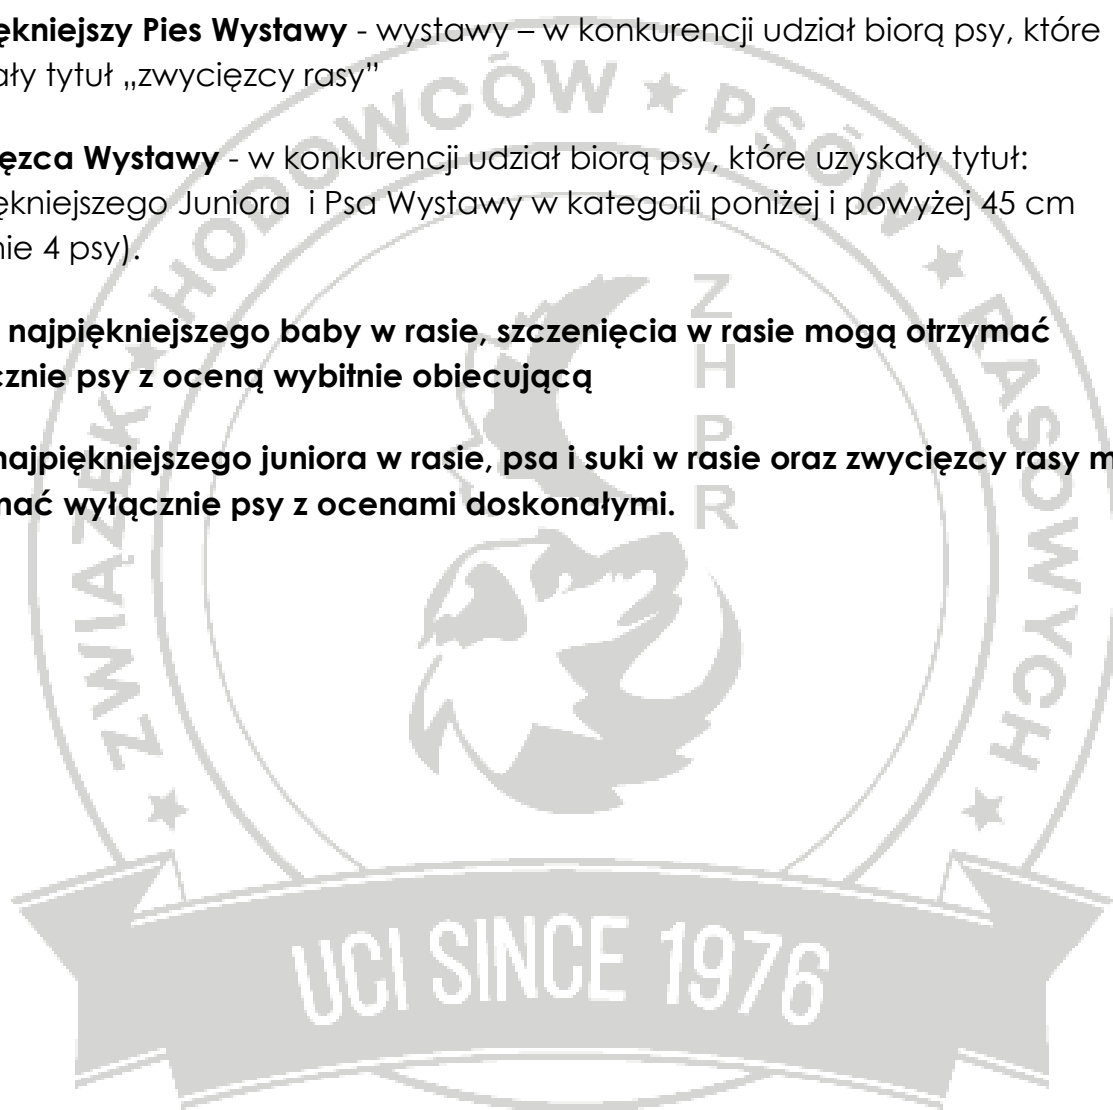 ękniejszy Pies Wystawy - wystawy – w konkurencji udział biorą psy, które
ały tytuł „zwycięzcy rasy”
ęzca Wystawy - w konkurencji udział biorą psy, które uzyskały tytuł:
ękniejszego Juniora i Psa Wystawy w kategorii poniżej i powyżej 45 cm
nie 4 psy).
najpiękniejszego baby w rasie, szczenięcia w rasie mogą otrzymać
cznie psy z oceną wybitnie obiecującą
najpiękniejszego juniora w rasie, psa i suki w rasie oraz zwycięzcy rasy m
mać wyłącznie psy z ocenami doskonałymi.
ZWIĄZEK ★ HODOWCÓW ★ PSÓW ★ RASOWYCH
Z
H
P
R
UCI SINCE 1976